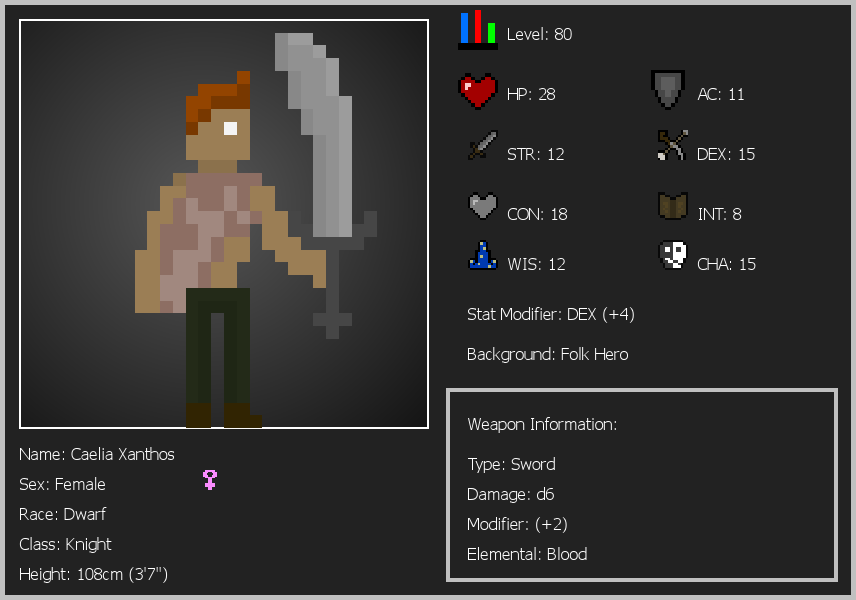 Level: 80
HP: 28
AC: 11
STR: 12
DEX: 15
CON: 18
INT: 8
WIS: 12
CHA: 15
Stat Modifier: DEX (+4)
Background: Folk Hero
Name: Caelia Xanthos
Sex: Female
Race: Dwarf
Class: Knight
Height: 108cm (3'7")
Weapon Information:
Type: Sword
Damage: d6
Modifier: (+2)
Elemental: Blood